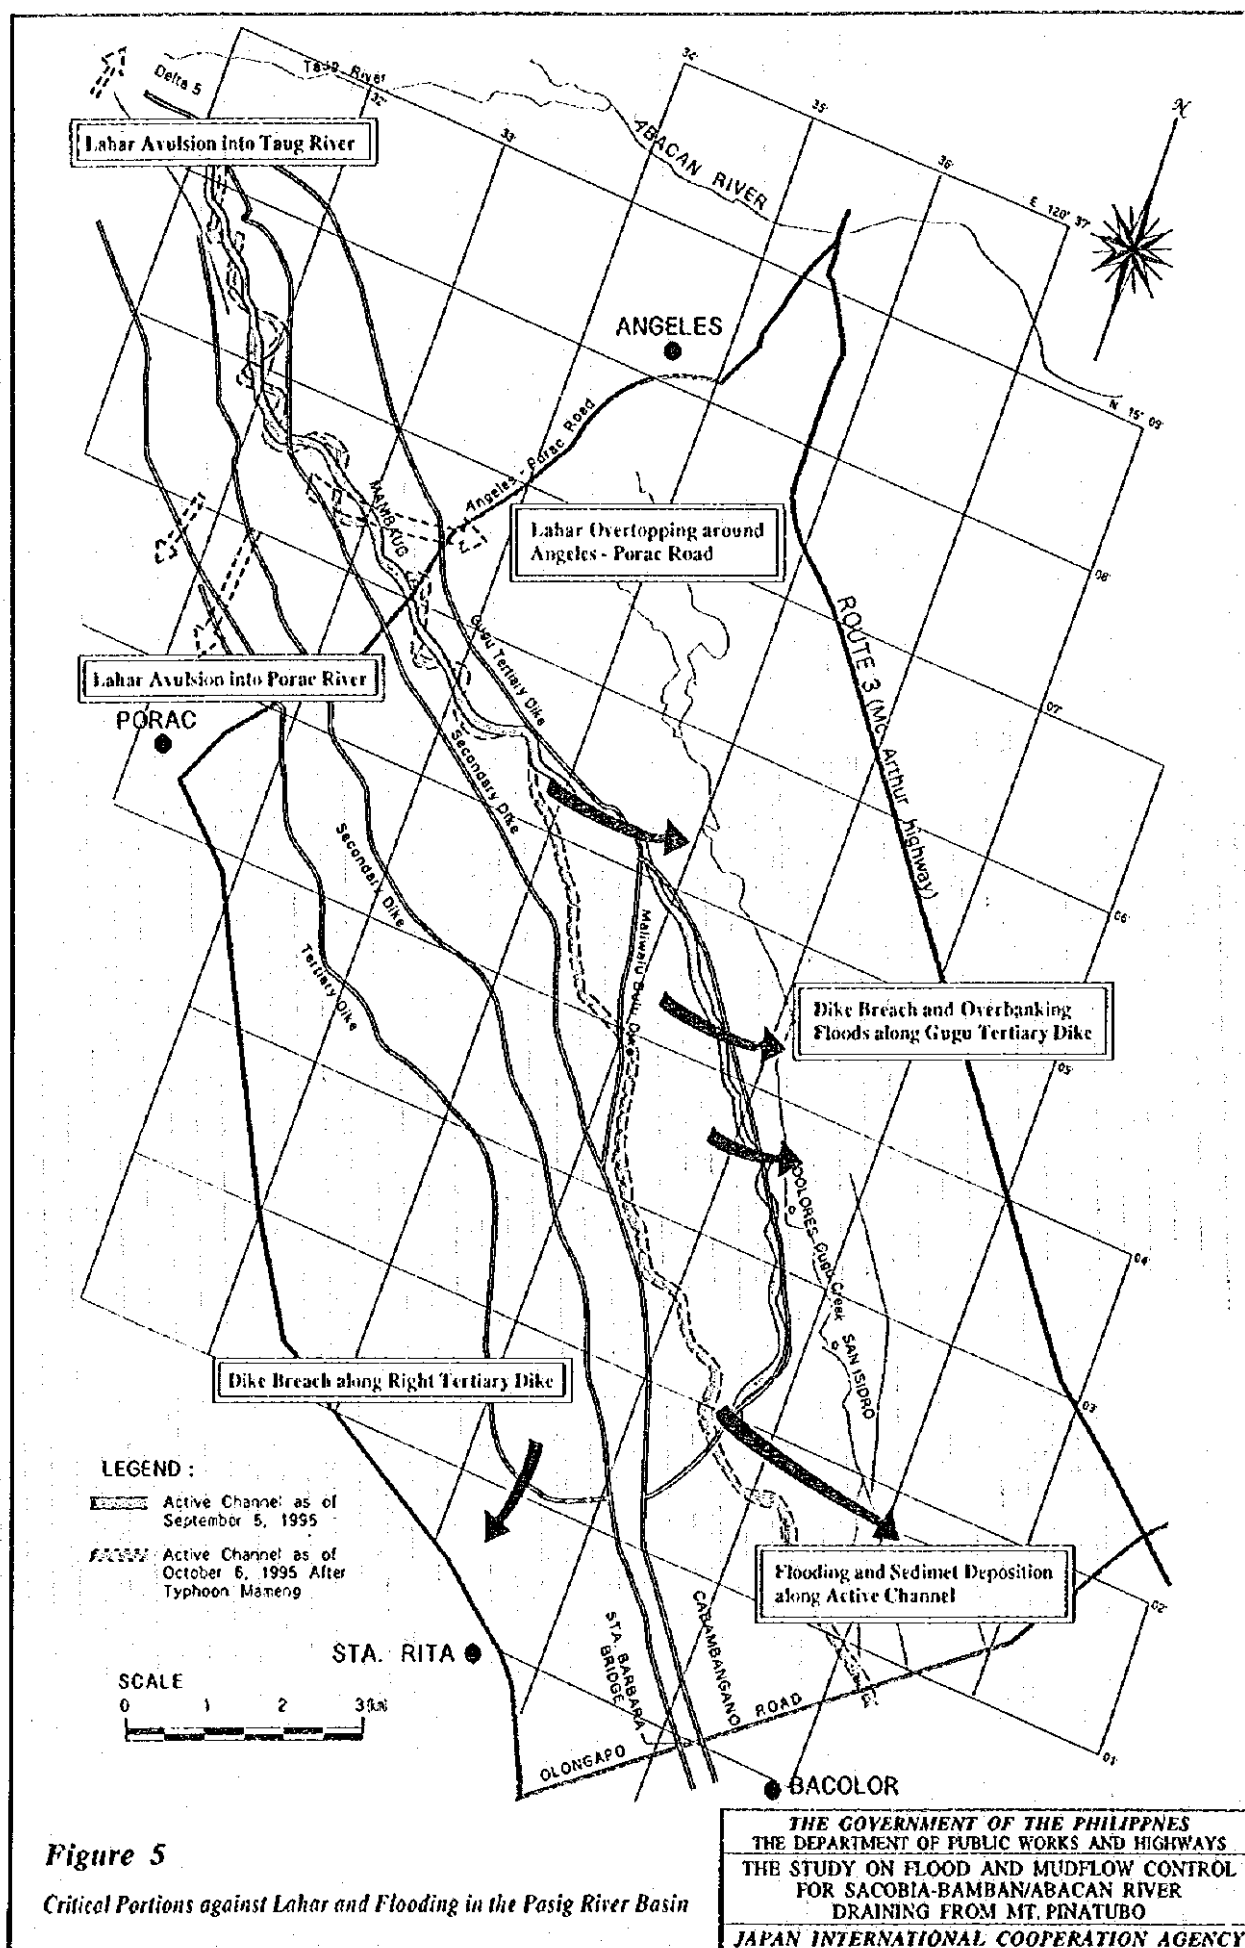 Delta 5
Taug River
32'
33'
34'
35'
36'
E 120° 37'
N
ABACAN RIVER
Lahar Avulsion into Taug River
ANGELES
N 15° 09'
Angeles - Porac Road
MAMBAUG
Lahar Overtopping around
Angeles - Porac Road
08'
ROUTE 3 (Mc Arthur highway)
Gugu Tertiary Dike
Lahar Avulsion into Porac River
07'
PORAC
Secondary Dike
Secondary Dike
06'
Tertiary Dike
Maliwalu Dike
Dike Breach and Overbanking
Floods along Gugu Tertiary Dike
05'
DOLORES
Gugu Creek
04'
SAN ISIDRO
Dike Breach along Right Tertiary Dike
03'
LEGEND :
Active Channel as of
September 5, 1995
Active Channel as of
October 6, 1995 After
Typhoon Mameng
Flooding and Sedimet Deposition
along Active Channel
02'
STA. RITA
STA. BARBARA
BRIDGE
CABAMBANGANO
SCALE
0 1 2 3 (km)
OLONGAPO ROAD
01'
BACOLOR
Figure 5
Critical Portions against Lahar and Flooding in the Pasig River Basin
THE GOVERNMENT OF THE PHILIPPNES
THE DEPARTMENT OF PUBLIC WORKS AND HIGHWAYS
THE STUDY ON FLOOD AND MUDFLOW CONTROL
FOR SACOBIA-BAMBAN/ABACAN RIVER
DRAINING FROM MT. PINATUBO
JAPAN INTERNATIONAL COOPERATION AGENCY